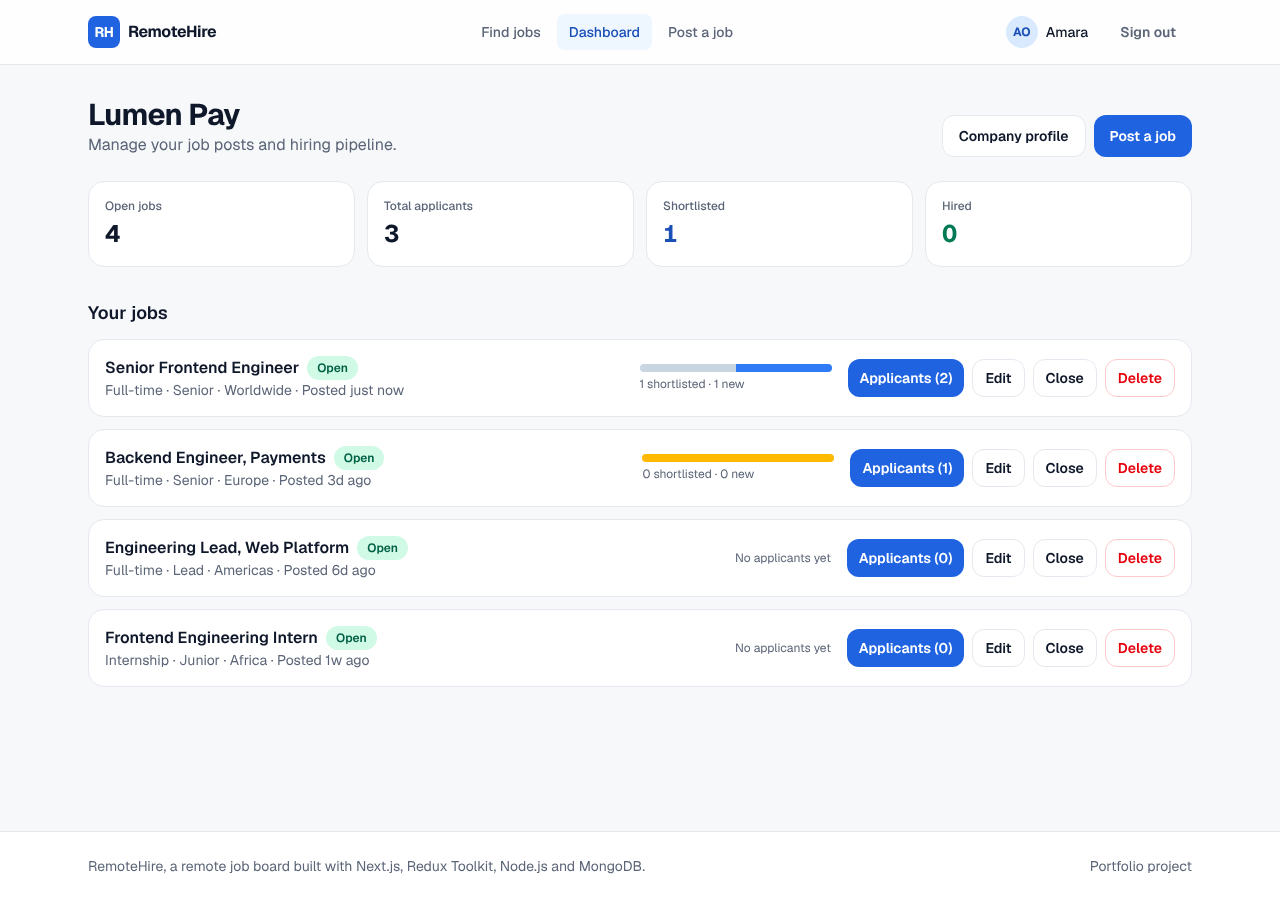 RH RemoteHire Find jobs Dashboard Post a job AO Amara Sign out
Lumen Pay
Manage your job posts and hiring pipeline.
Company profile Post a job
Open jobs Total applicants Shortlisted Hired
4 3 1 0
Your jobs
Senior Frontend Engineer Open
Full-time · Senior · Worldwide · Posted just now
1 shortlisted · 1 new
Applicants (2) Edit Close Delete
Backend Engineer, Payments Open
Full-time · Senior · Europe · Posted 3d ago
0 shortlisted · 0 new
Applicants (1) Edit Close Delete
Engineering Lead, Web Platform Open
Full-time · Lead · Americas · Posted 6d ago
No applicants yet
Applicants (0) Edit Close Delete
Frontend Engineering Intern Open
Internship · Junior · Africa · Posted 1w ago
No applicants yet
Applicants (0) Edit Close Delete
RemoteHire, a remote job board built with Next.js, Redux Toolkit, Node.js and MongoDB. Portfolio project